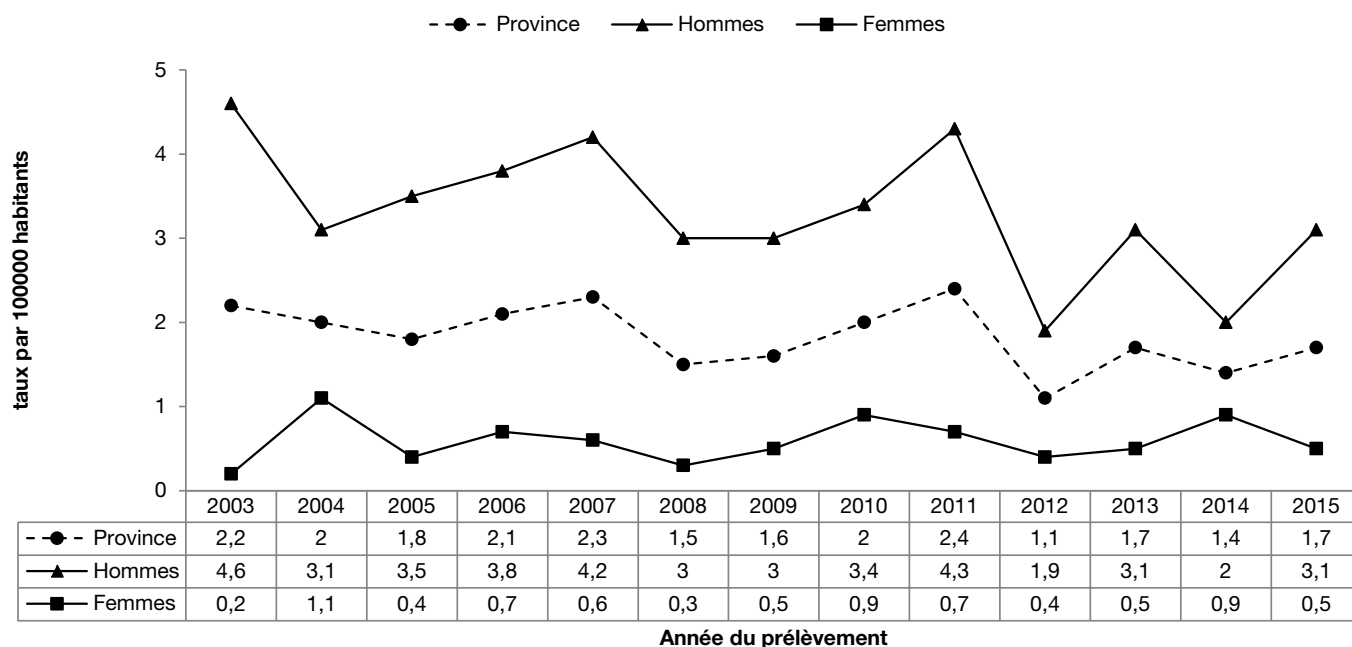 Province Hommes Femmes
taux par 100000 habitants
5
4
3
2
1
0
2003 2004 2005 2006 2007 2008 2009 2010 2011 2012 2013 2014 2015
Province 2,2 2 1,8 2,1 2,3 1,5 1,6 2 2,4 1,1 1,7 1,4 1,7
Hommes 4,6 3,1 3,5 3,8 4,2 3 3 3,4 4,3 1,9 3,1 2 3,1
Femmes 0,2 1,1 0,4 0,7 0,6 0,3 0,5 0,9 0,7 0,4 0,5 0,9 0,5
Année du prélèvement